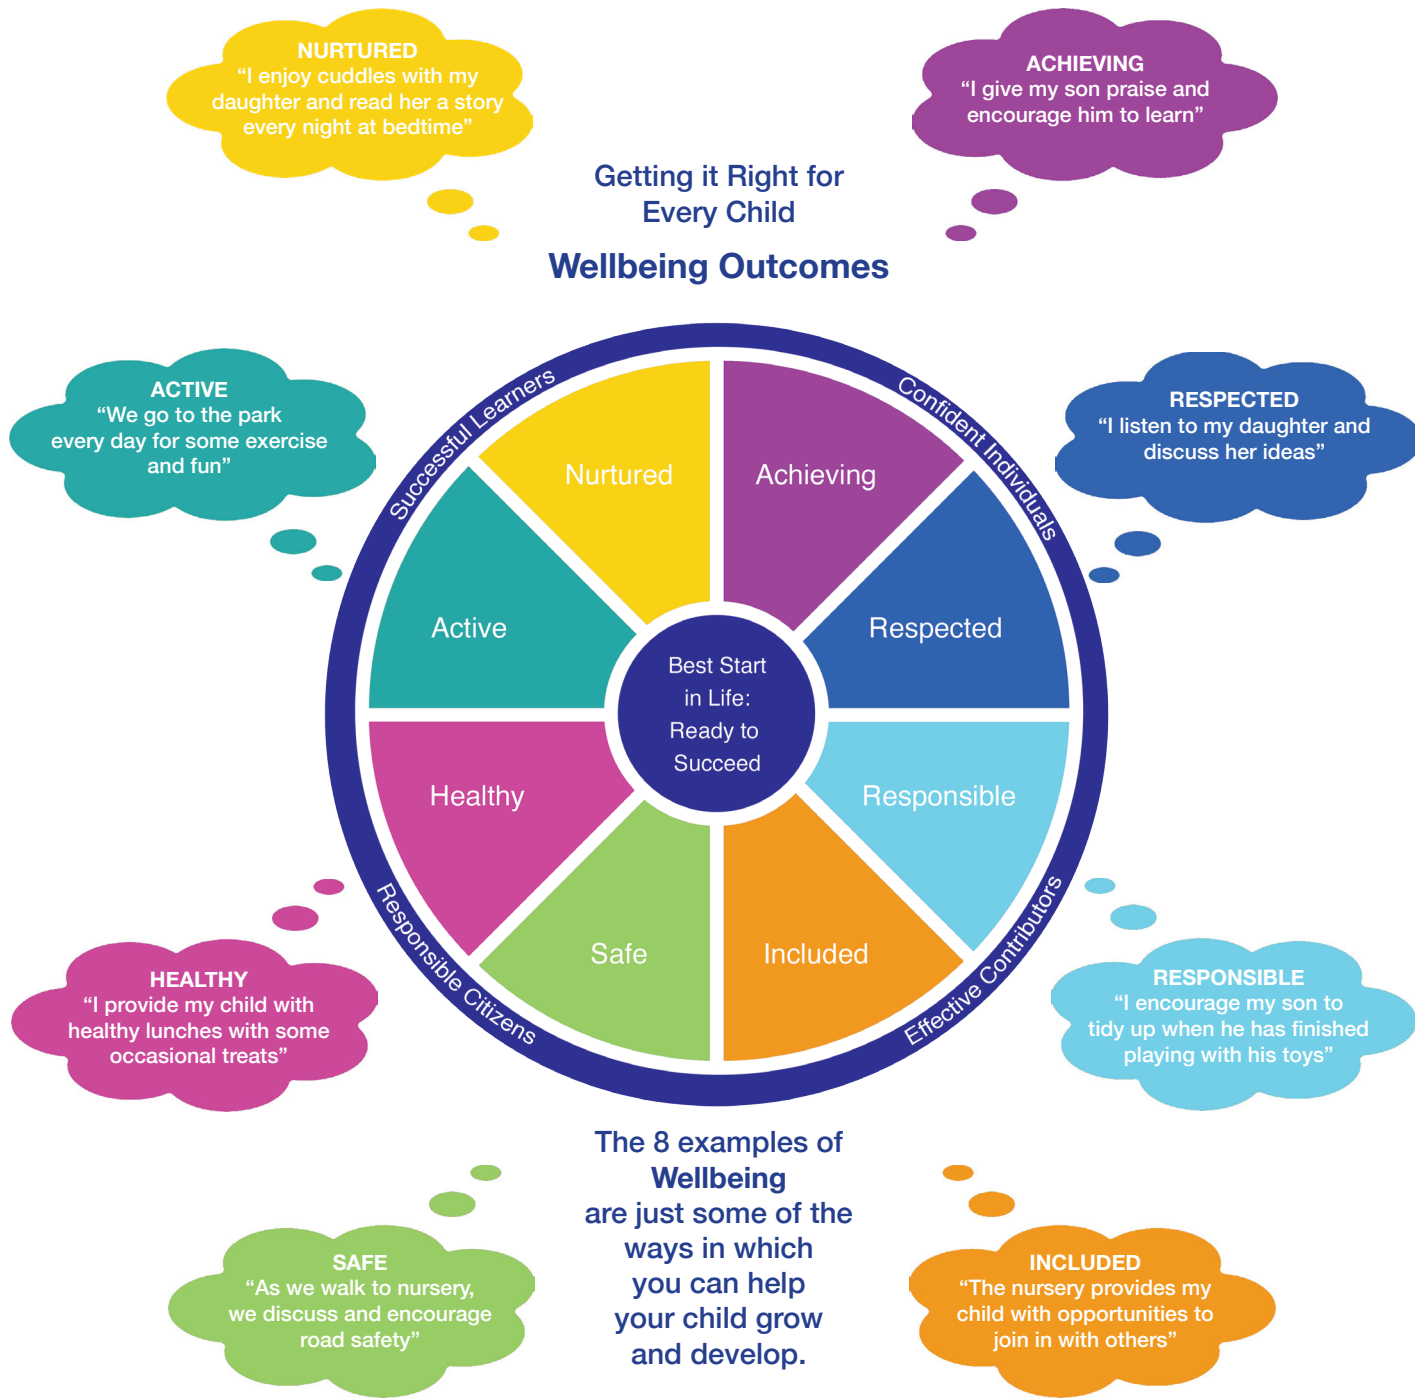 NURTURED
“I enjoy cuddles with my
daughter and read her a story
every night at bedtime”
ACHIEVING
“I give my son praise and
encourage him to learn”
Getting it Right for
Every Child
Wellbeing Outcomes
ACTIVE
“We go to the park
every day for some exercise
and fun”
RESPECTED
“I listen to my daughter and
discuss her ideas”
Successful Learners
Confident Individuals
Nurtured
Achieving
Active
Respected
Best Start
in Life:
Ready to
Succeed
Healthy
Responsible
Safe
Included
Responsible Citizens
Effective Contributors
HEALTHY
“I provide my child with
healthy lunches with some
occasional treats”
RESPONSIBLE
“I encourage my son to
tidy up when he has finished
playing with his toys”
The 8 examples of
Wellbeing
are just some of the
ways in which
you can help
your child grow
and develop.
SAFE
“As we walk to nursery,
we discuss and encourage
road safety”
INCLUDED
“The nursery provides my
child with opportunities to
join in with others”